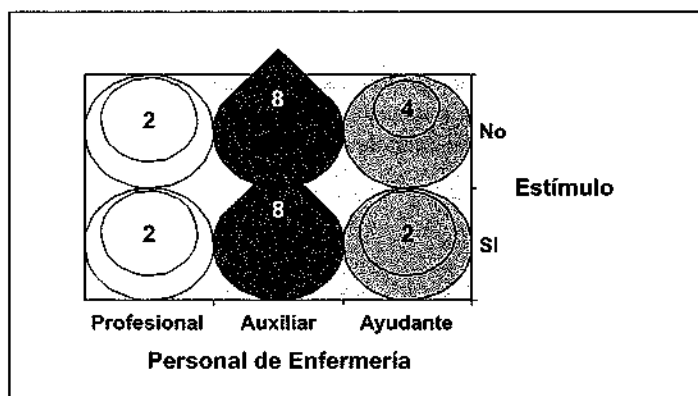 2 8 4 No
Estímulo
2 8 2 SI
Profesional Auxiliar Ayudante
Personal de Enfermería